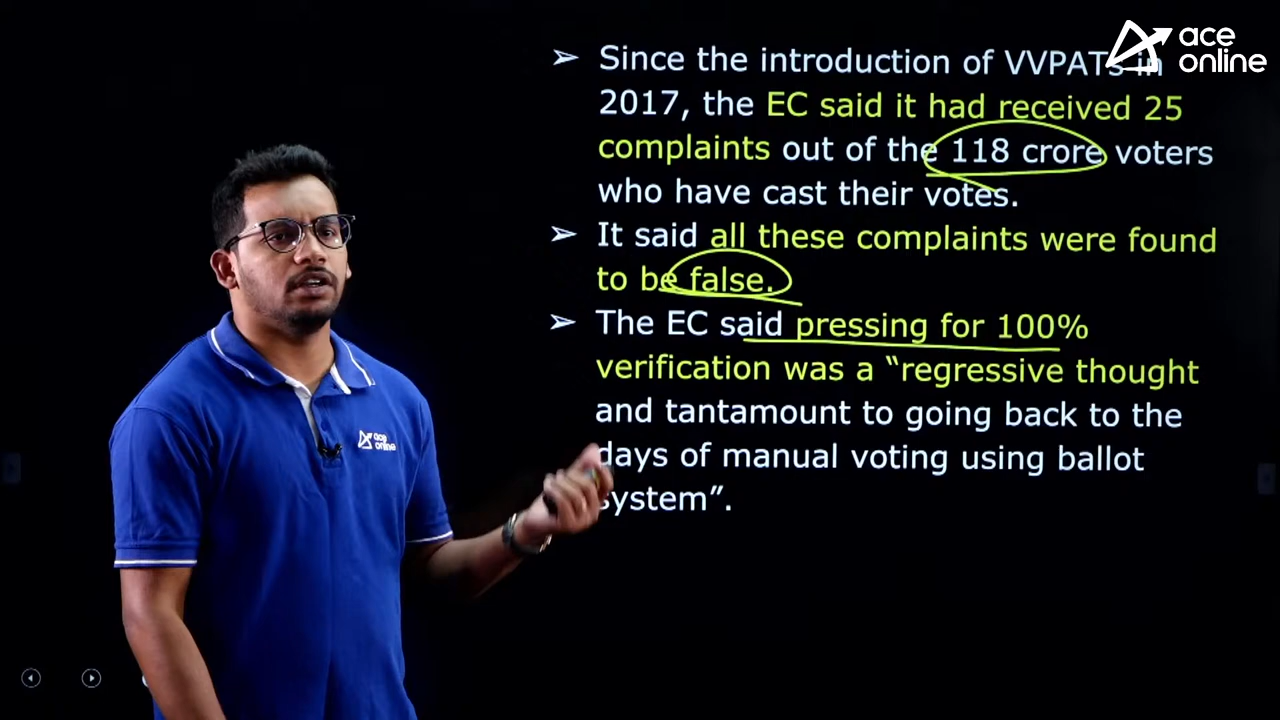 ace
online
➢ Since the introduction of VVPATs in
2017, the EC said it had received 25
complaints out of the 118 crore voters
who have cast their votes.
➢ It said all these complaints were found
to be false.
➢ The EC said pressing for 100%
verification was a “regressive thought
and tantamount to going back to the
days of manual voting using ballot
system”.
ace
online